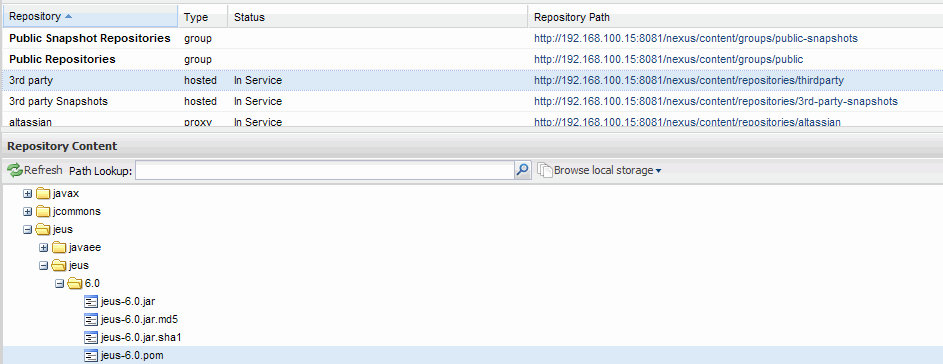 Repository Type Status Repository Path
Public Snapshot Repositories group http://192.168.100.15:8081/nexus/content/groups/public-snapshots
Public Repositories group http://192.168.100.15:8081/nexus/content/groups/public
3rd party hosted In Service http://192.168.100.15:8081/nexus/content/repositories/thirdparty
3rd party Snapshots hosted In Service http://192.168.100.15:8081/nexus/content/repositories/3rd-party-snapshots
altassian proxy In Service http://192.168.100.15:8081/nexus/content/repositories/altassian
Repository Content
Refresh Path Lookup: Browse local storage
javax
jcommons
jeus
javaee
jeus
6.0
jeus-6.0.jar
jeus-6.0.jar.md5
jeus-6.0.jar.sha1
jeus-6.0.pom